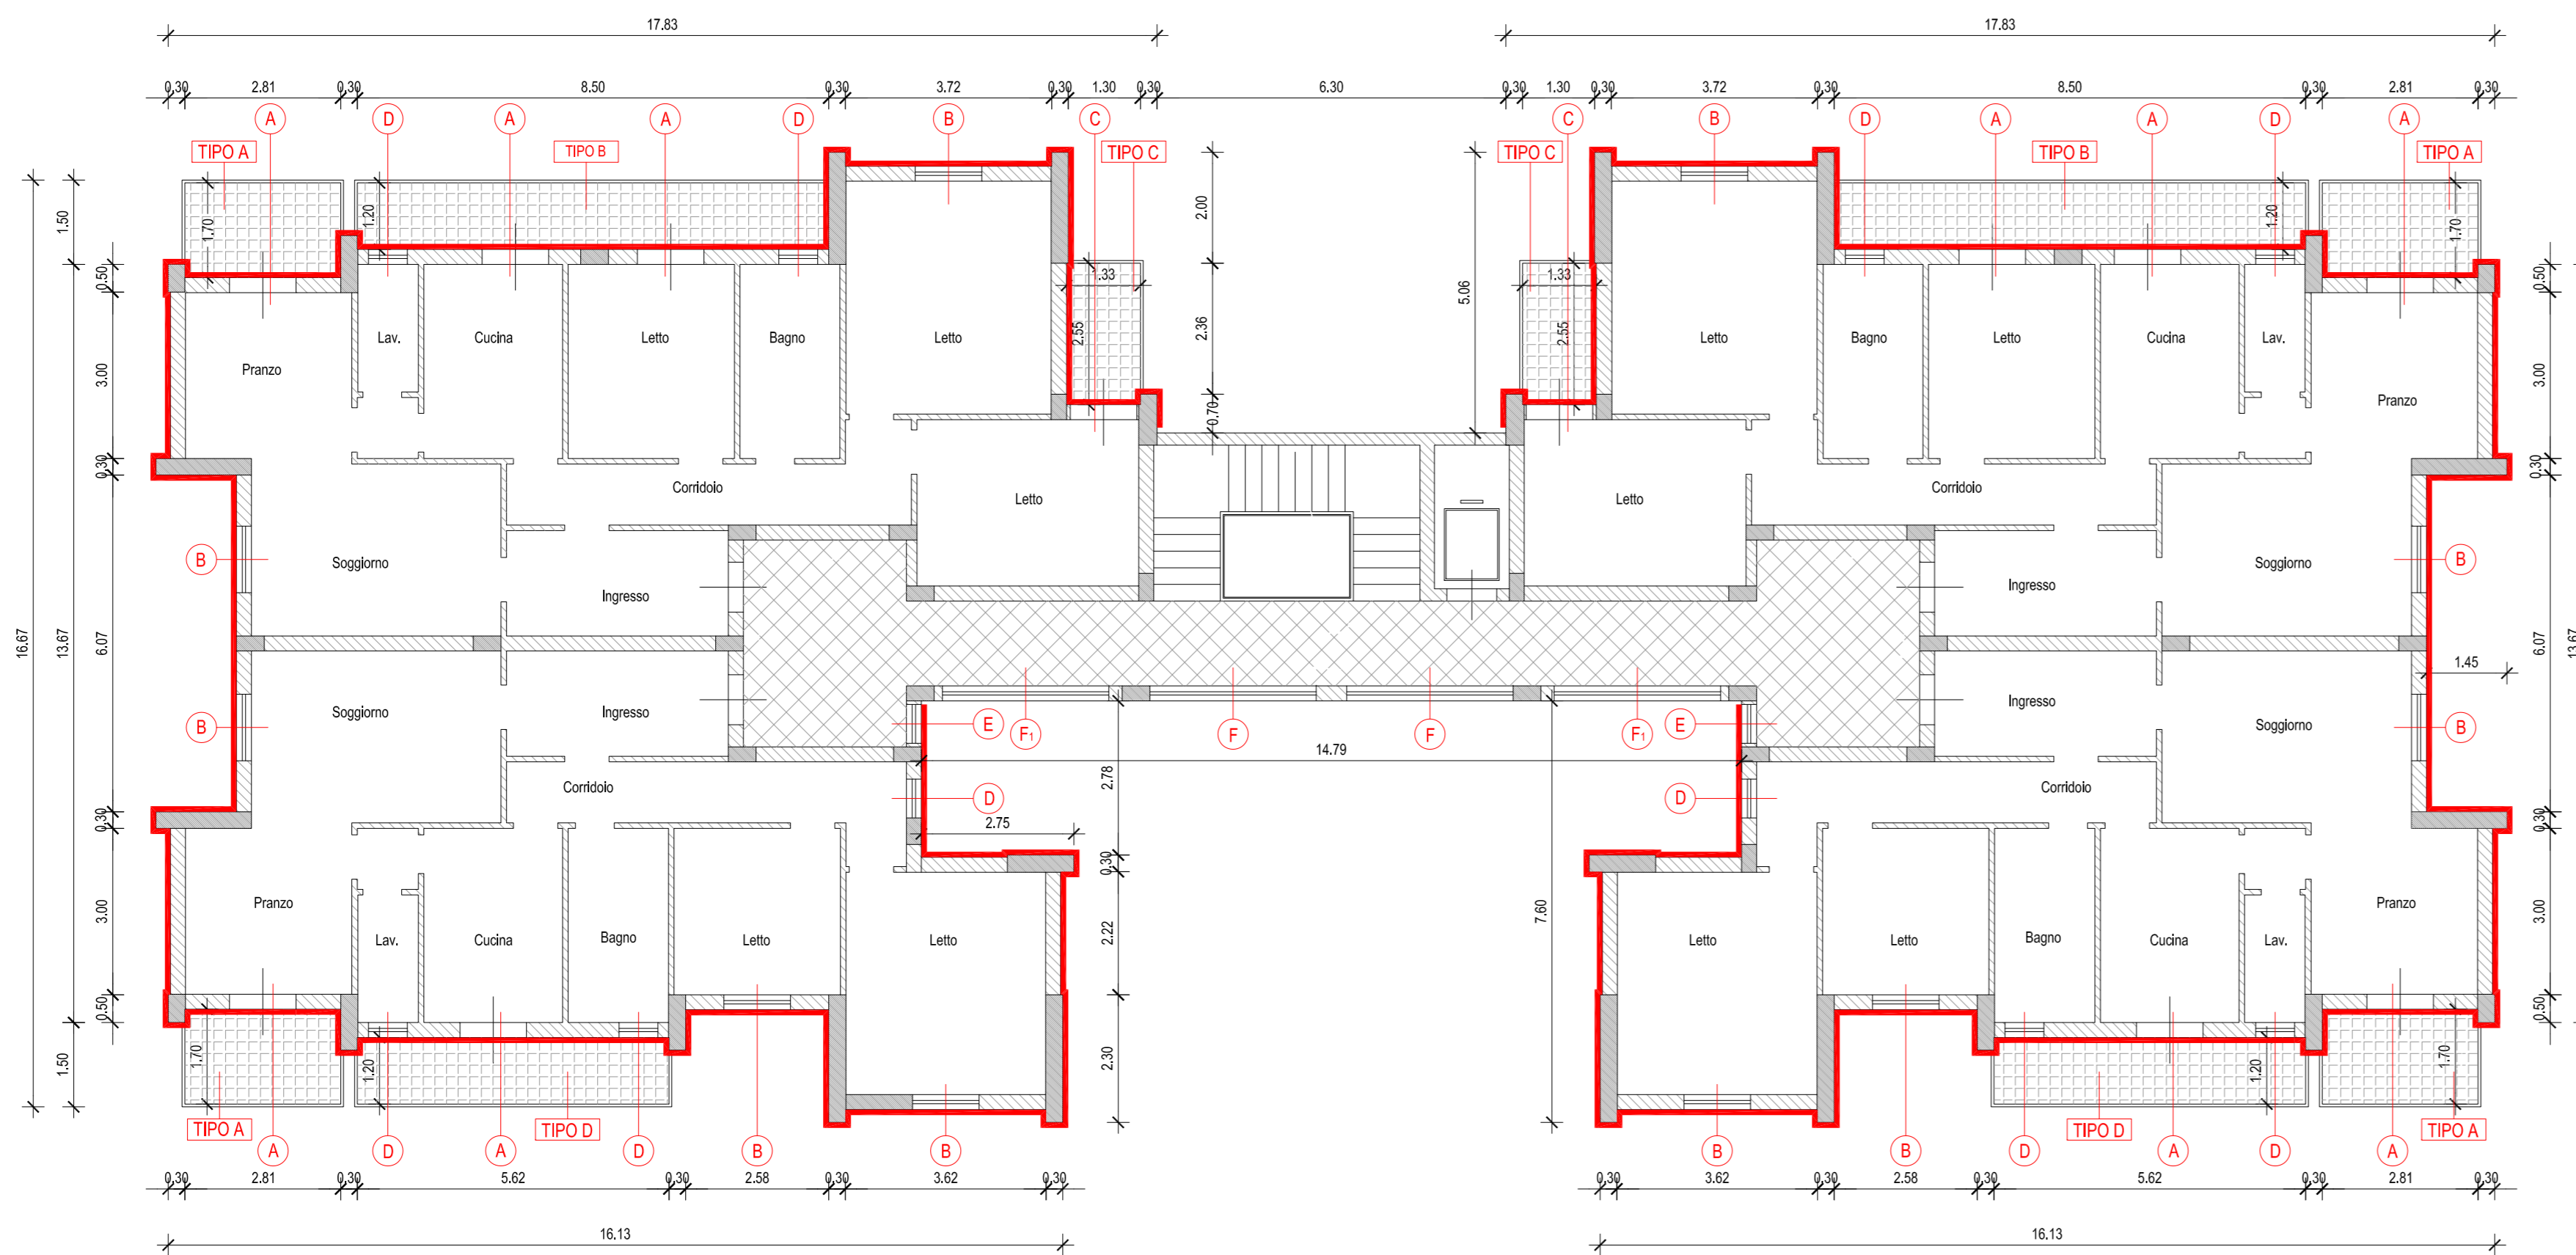 17.83 17.83
0,30 2.81 0,30 8.50 0,30 3.72 0,30 1.30 0,30 6.30 0,30 1.30 0,30 3.72 0,30 8.50 0,30 2.81 0,30
A D A A D B C C B D A A D A
TIPO A TIPO B TIPO C TIPO C TIPO B TIPO A
1.50 1.70 1.20 2.00 1.20 1.70
0.50 1.33 2.55 5.06 1.33 2.55 0.50
3.00 2.36 3.00
Lav. Cucina Letto Bagno Letto Letto Bagno Letto Cucina Lav.
Pranzo Pranzo
0.70
0.30 0.30
Corridoio Letto Letto Corridoio
B Soggiorno Ingresso Ingresso Soggiorno B
16.67 13.67 6.07 6.07 13.67
1.45
B Soggiorno Ingresso Ingresso Soggiorno B
E F1 F F F1 E
14.79
2.78
Corridoio D D Corridoio
2.75
0.30 0.30 0.30
Pranzo 3.00 2.22 7.60 3.00 Pranzo
Lav. Cucina Bagno Letto Letto Letto Letto Bagno Cucina Lav.
0.50 0.50
1.50 1.70 1.20 2.30 1.20 1.70
TIPO A TIPO D TIPO D TIPO A
A D A D B B B B D A D A
0,30 2.81 0,30 5.62 0,30 2.58 0,30 3.62 0,30 0,30 3.62 0,30 2.58 0,30 5.62 0,30 2.81 0,30
16.13 16.13